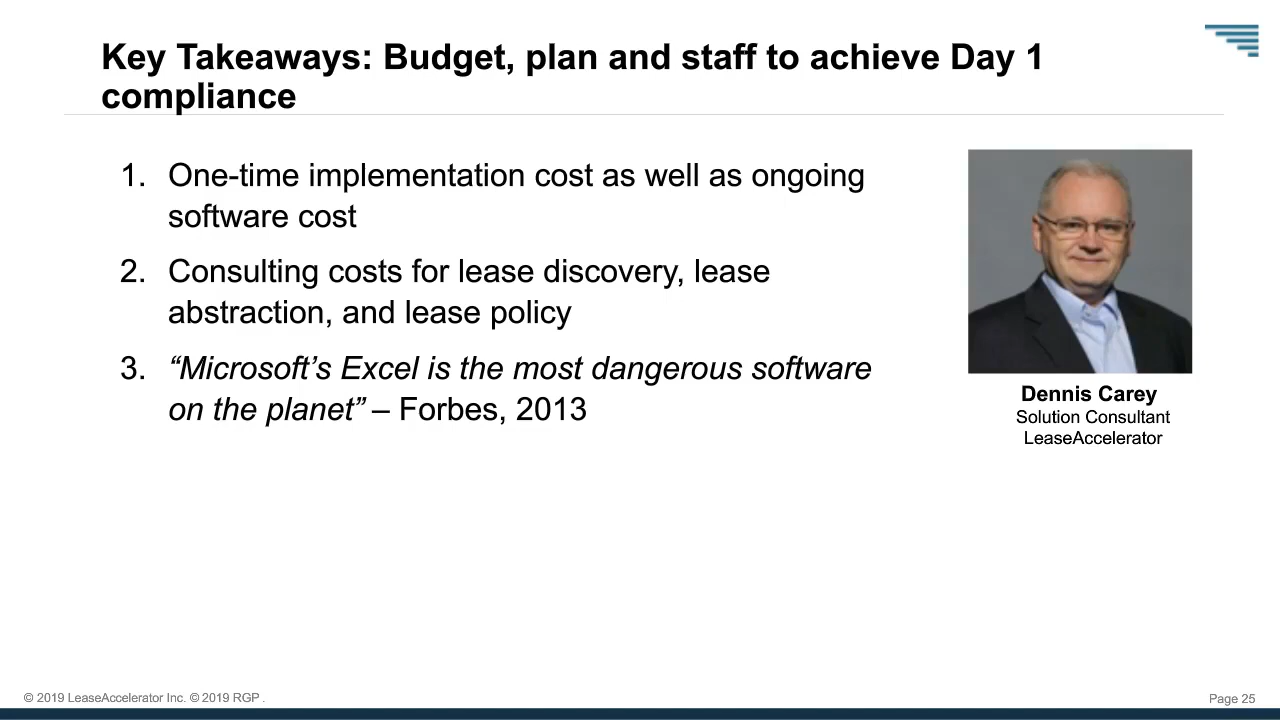 Key Takeaways: Budget, plan and staff to achieve Day 1
compliance
1. One-time implementation cost as well as ongoing
software cost
2. Consulting costs for lease discovery, lease
abstraction, and lease policy
3. “Microsoft’s Excel is the most dangerous software
on the planet” – Forbes, 2013
Dennis Carey
Solution Consultant
LeaseAccelerator
© 2019 LeaseAccelerator Inc. © 2019 RGP .
Page 25